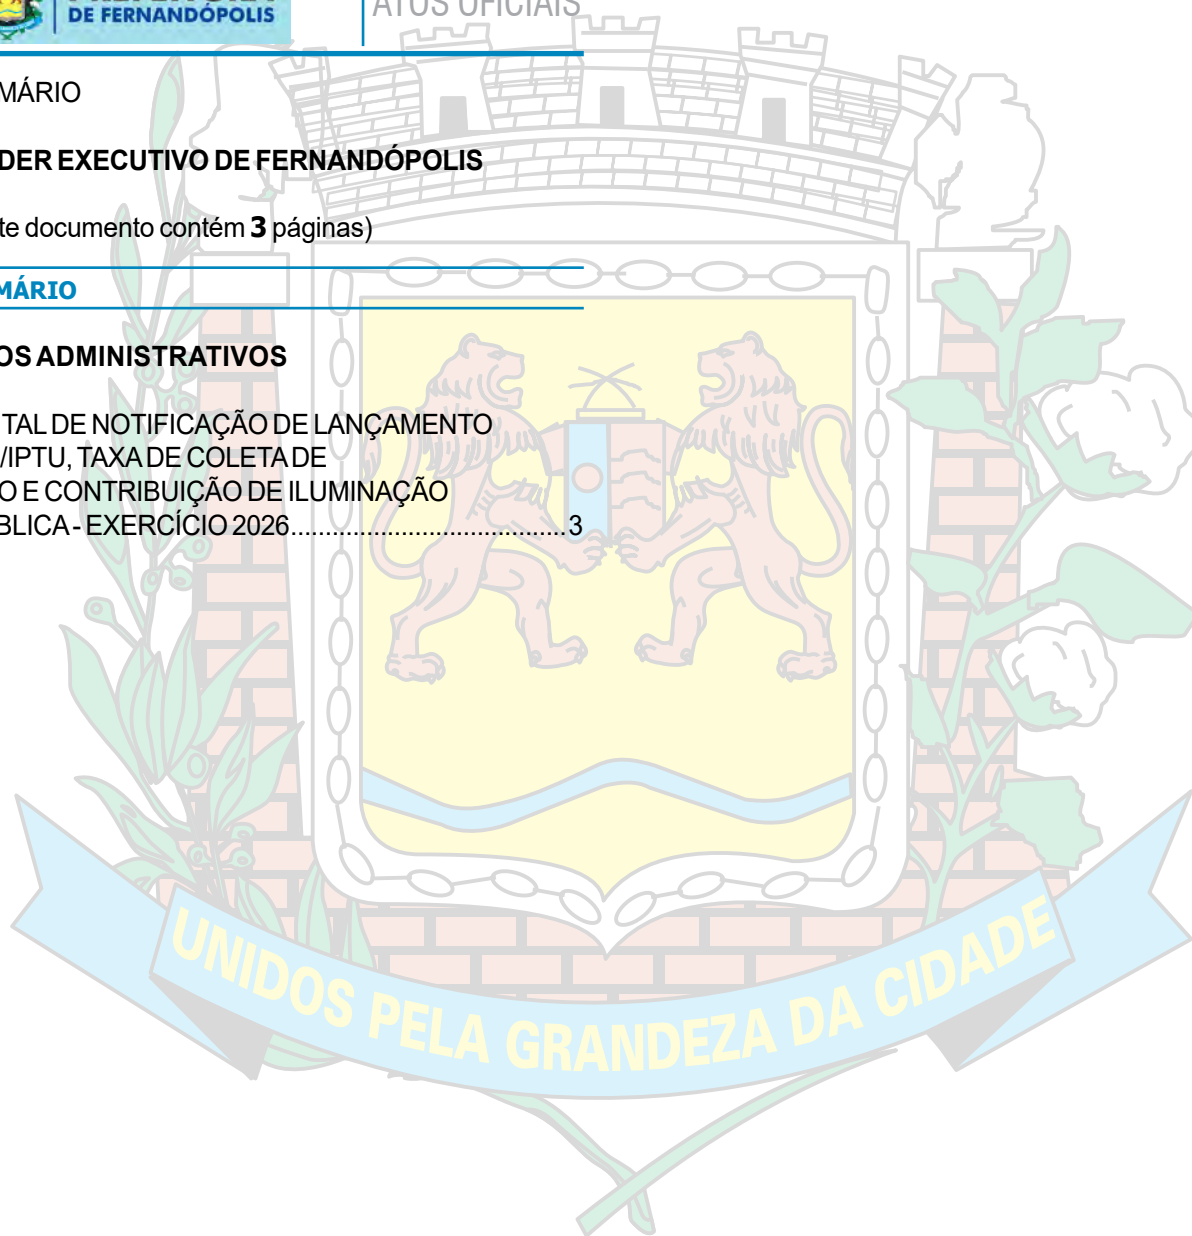 DE FERNANDÓPOLIS
ATOS OFICIAIS
MÁRIO
DER EXECUTIVO DE FERNANDÓPOLIS
te documento contém 3 páginas)
MÁRIO
OS ADMINISTRATIVOS
ITAL DE NOTIFICAÇÃO DE LANÇAMENTO
/IPTU, TAXA DE COLETA DE
O E CONTRIBUIÇÃO DE ILUMINAÇÃO
BLICA - EXERCÍCIO 2026........................................3
UNIDOS PELA GRANDEZA DA CIDADE